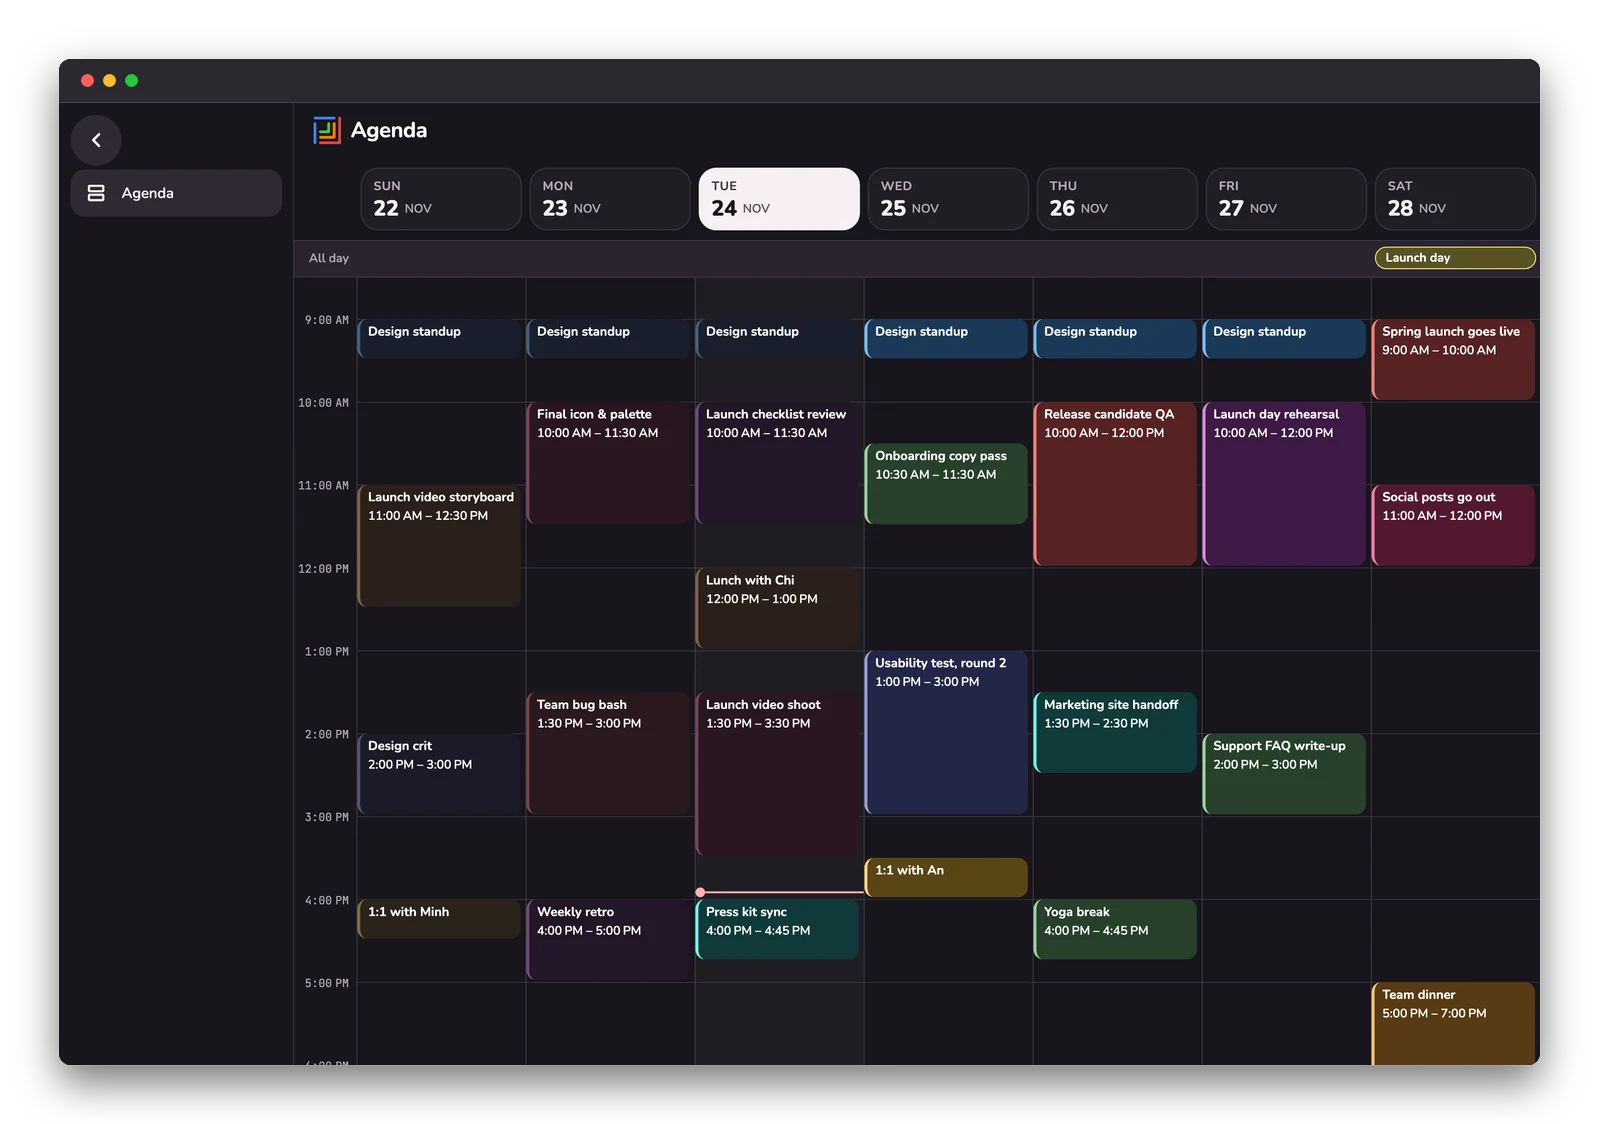 Agenda
Agenda
SUN
22 NOV
MON
23 NOV
TUE
24 NOV
WED
25 NOV
THU
26 NOV
FRI
27 NOV
SAT
28 NOV
All day
Launch day
9:00 AM
10:00 AM
11:00 AM
12:00 PM
1:00 PM
2:00 PM
3:00 PM
4:00 PM
5:00 PM
Design standup
Launch video storyboard
11:00 AM – 12:30 PM
Design crit
2:00 PM – 3:00 PM
1:1 with Minh
Design standup
Final icon & palette
10:00 AM – 11:30 AM
Team bug bash
1:30 PM – 3:00 PM
Weekly retro
4:00 PM – 5:00 PM
Design standup
Launch checklist review
10:00 AM – 11:30 AM
Lunch with Chi
12:00 PM – 1:00 PM
Launch video shoot
1:30 PM – 3:30 PM
Press kit sync
4:00 PM – 4:45 PM
Design standup
Onboarding copy pass
10:30 AM – 11:30 AM
Usability test, round 2
1:00 PM – 3:00 PM
1:1 with An
Design standup
Release candidate QA
10:00 AM – 12:00 PM
Marketing site handoff
1:30 PM – 2:30 PM
Yoga break
4:00 PM – 4:45 PM
Design standup
Launch day rehearsal
10:00 AM – 12:00 PM
Support FAQ write-up
2:00 PM – 3:00 PM
Spring launch goes live
9:00 AM – 10:00 AM
Social posts go out
11:00 AM – 12:00 PM
Team dinner
5:00 PM – 7:00 PM